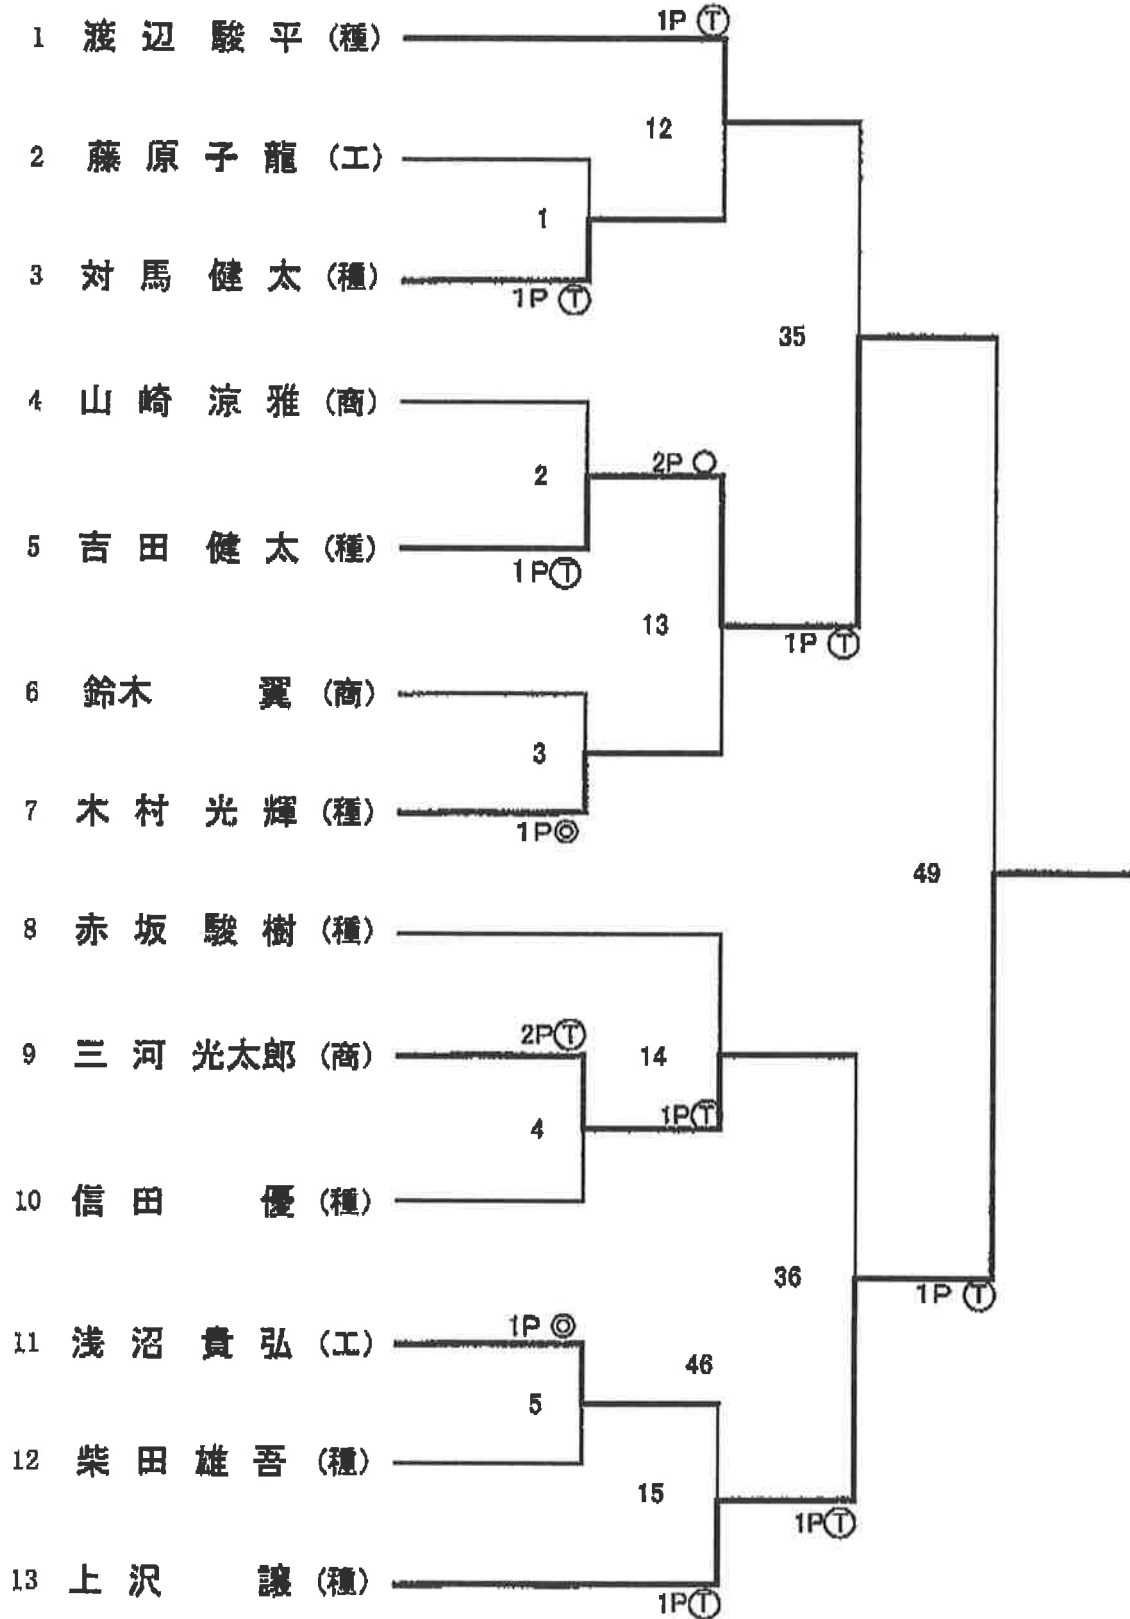 1P Ⓣ
1 渡辺 駿平 (種)
12
2 藤原子龍 (工)
1
3 対馬 健太 (種)
1P Ⓣ
35
4 山崎 涼雅 (商)
2P ○
2
5 吉田 健太 (種)
1PⓉ
13
1P Ⓣ
6 鈴木 翼 (商)
3
7 木村 光輝 (種)
1P◎
49
8 赤坂 駿樹 (種)
2PⓉ
9 三河 光太郎 (商)
14
1PⓉ
4
10 信田 優 (種)
36
1P Ⓣ
1P ◎
11 浅沼 貴弘 (工)
46
5
12 柴田雄吾 (種)
15
1PⓉ
13 上沢 譲 (種)
1PⓉ